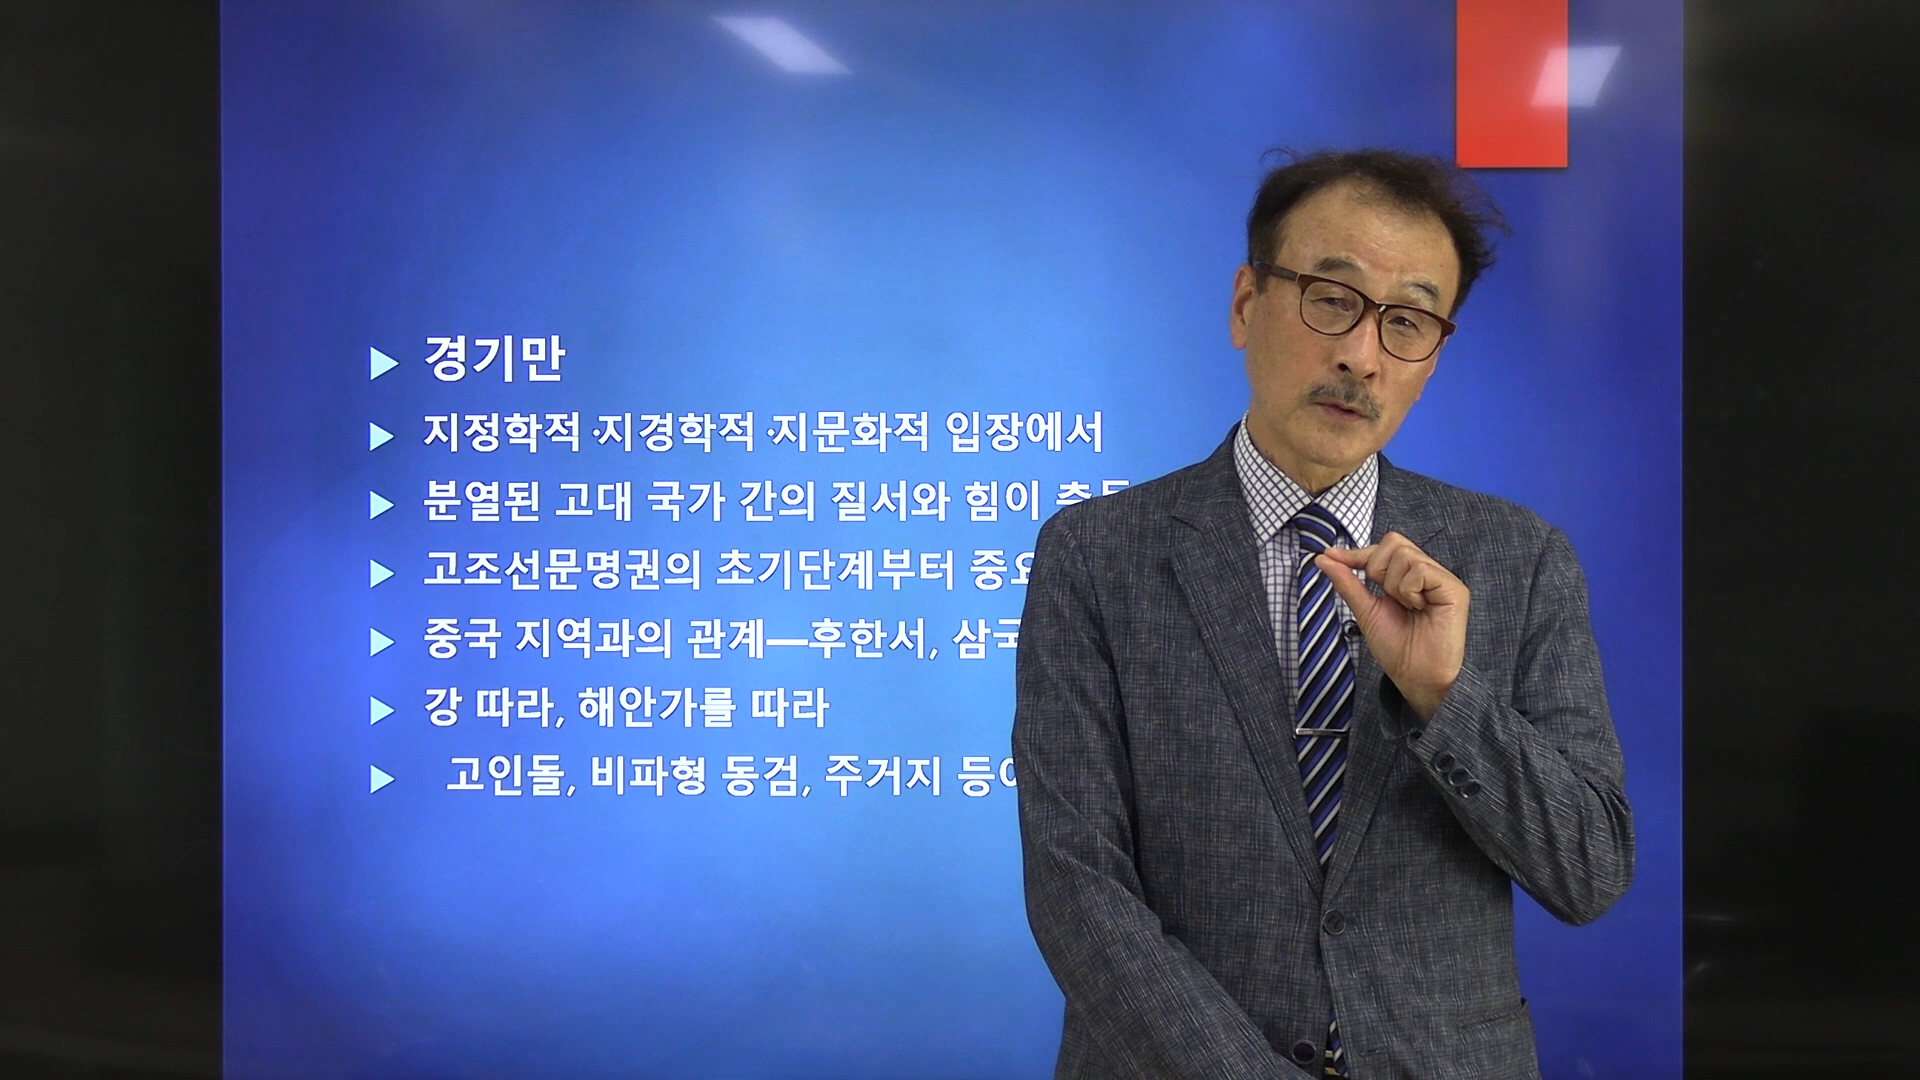 경기만
지정학적·지경학적·지문화적 입장에서
분열된 고대 국가 간의 질서와 힘이
고조선문명권의 초기단계부터
중국 지역과의 관계—후한서,
강 따라, 해안가를 따라
고인돌, 비파형 동검, 주거지